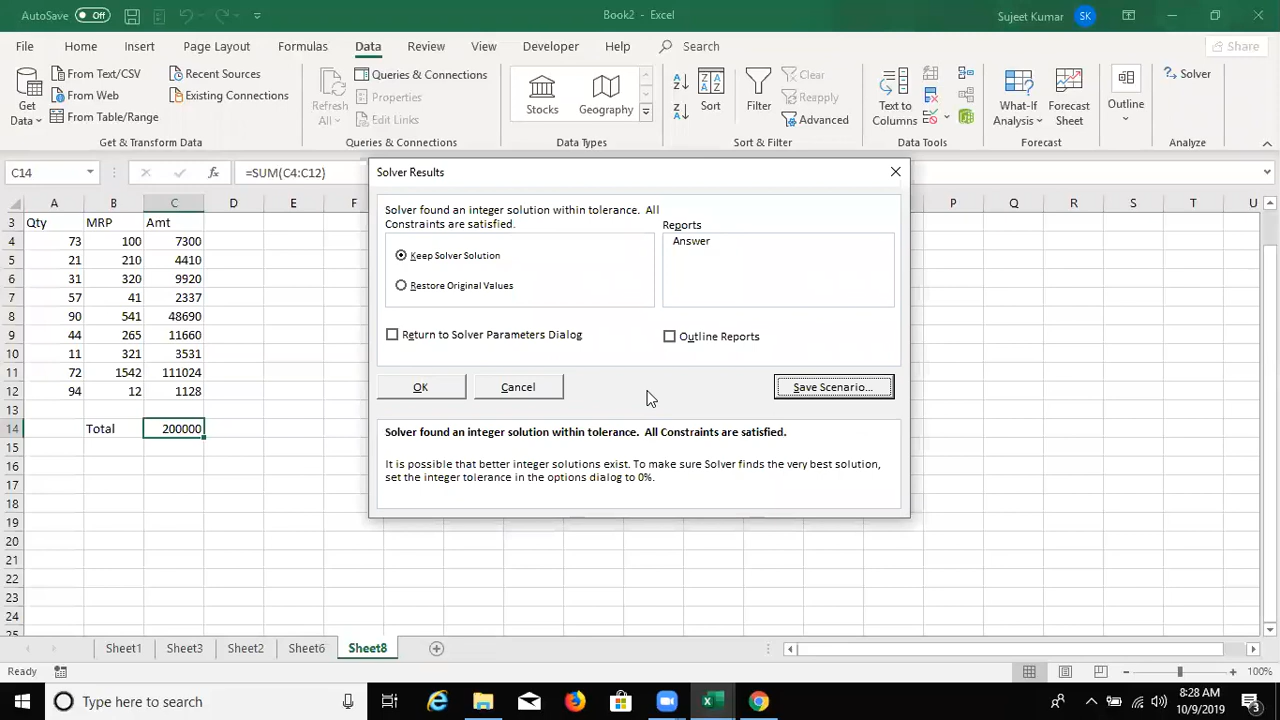 AutoSave Off Book2 - Excel Sujeet Kumar SK
File Home Insert Page Layout Formulas Data Review View Developer Help Search Share
Get Data
From Text/CSV
From Web
From Table/Range
Recent Sources
Existing Connections
Get & Transform Data
Refresh All
Queries & Connections
Properties
Edit Links
Queries & Connections
Stocks Geography
Data Types
Sort
Filter
Clear
Reapply
Advanced
Sort & Filter
Text to Columns
Data Tools
What-If Analysis
Forecast Sheet
Forecast
Outline
Solver
Analyze
C14 fx =SUM(C4:C12)
A B C D E F P Q R S T U
3 Qty MRP Amt
4 73 100 7300
5 21 210 4410
6 31 320 9920
7 57 41 2337
8 90 541 48690
9 44 265 11660
10 11 321 3531
11 72 1542 111024
12 94 12 1128
13
14 Total 200000
15
16
17
18
19
20
21
22
23
24
25
Solver Results
Solver found an integer solution within tolerance. All
Constraints are satisfied.
Keep Solver Solution
Restore Original Values
Reports
Answer
Return to Solver Parameters Dialog
Outline Reports
OK Cancel Save Scenario...
Solver found an integer solution within tolerance. All Constraints are satisfied.
It is possible that better integer solutions exist. To make sure Solver finds the very best solution,
set the integer tolerance in the options dialog to 0%.
Sheet1 Sheet3 Sheet2 Sheet6 Sheet8
Ready 100%
Type here to search
8:28 AM
10/9/2019
3